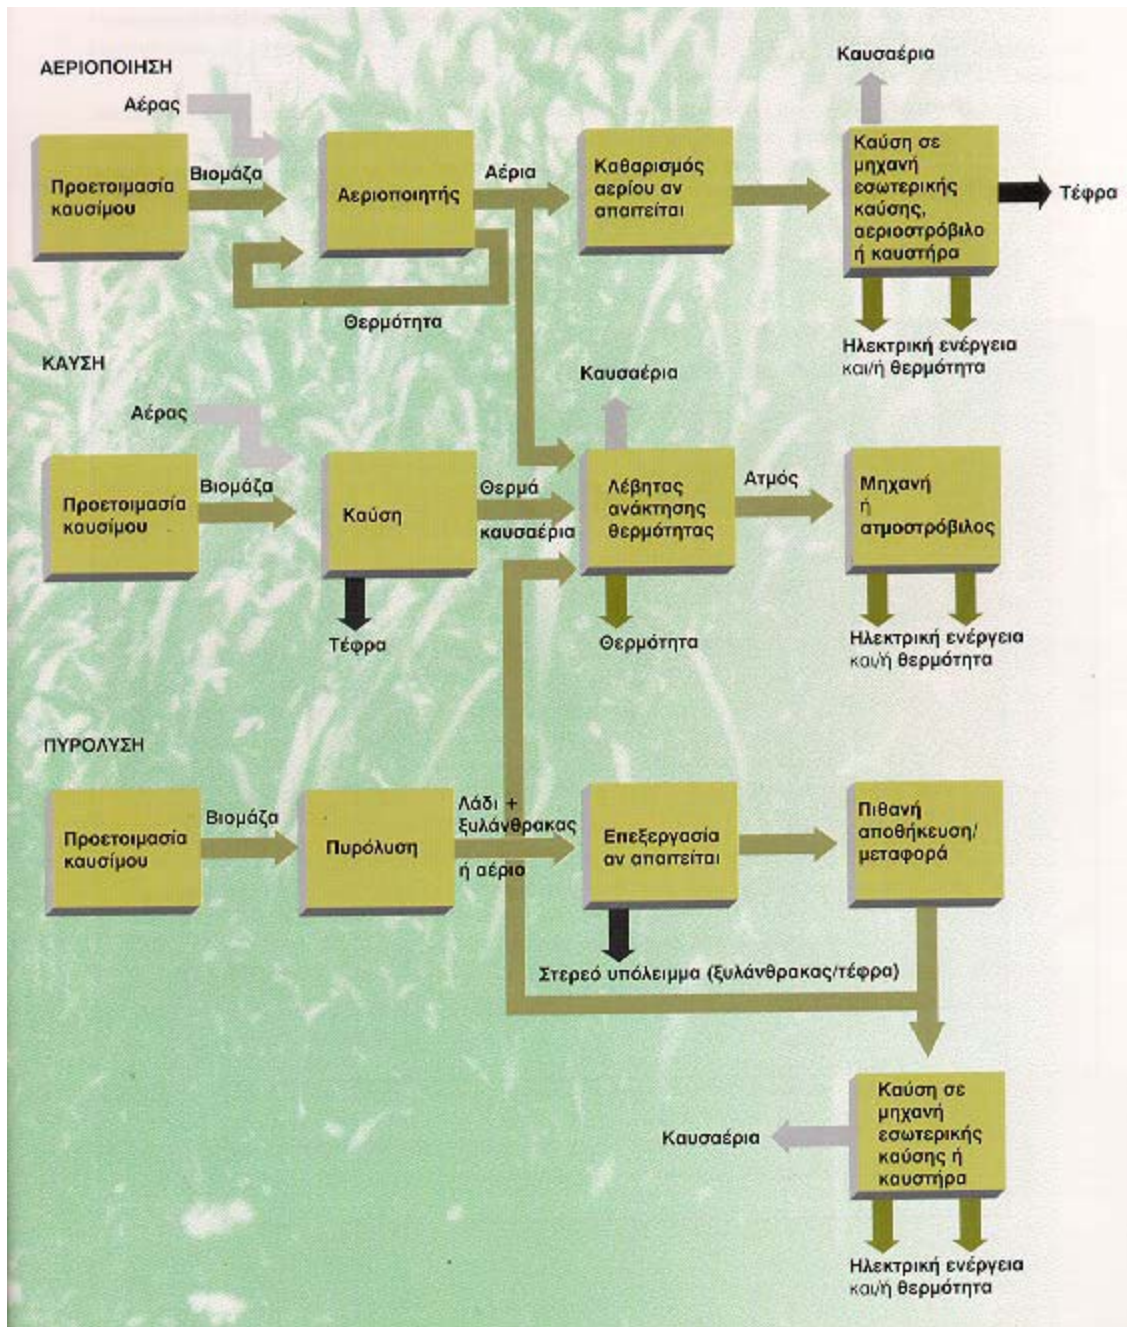 ΑΕΡΙΟΠΟΙΗΣΗ
Αέρας
Προετοιμασία
καυσίμου
Βιομάζα
Αεριοποιητής
Θερμότητα
Αέρια
Καθαρισμός
αερίου αν
απαιτείται
Καυσαέρια
Καύση σε
μηχανή
εσωτερικής
καύσης,
αεριοστρόβιλο
ή καυστήρα
Τέφρα
Ηλεκτρική ενέργεια
και/ή θερμότητα
ΚΑΥΣΗ
Αέρας
Προετοιμασία
καυσίμου
Βιομάζα
Καύση
Τέφρα
Θερμά
καυσαέρια
Καυσαέρια
Λέβητας
ανάκτησης
θερμότητας
Θερμότητα
Ατμός
Μηχανή
ή
ατμοστρόβιλος
Ηλεκτρική ενέργεια
και/ή θερμότητα
ΠΥΡΟΛΥΣΗ
Προετοιμασία
καυσίμου
Βιομάζα
Πυρόλυση
Λάδι +
ξυλάνθρακας
ή αέριο
Επεξεργασία
αν απαιτείται
Στερεό υπόλειμμα (ξυλάνθρακας/τέφρα)
Πιθανή
αποθήκευση/
μεταφορά
Καύση σε
μηχανή
εσωτερικής
καύσης ή
καυστήρα
Καυσαέρια
Ηλεκτρική ενέργεια
και/ή θερμότητα